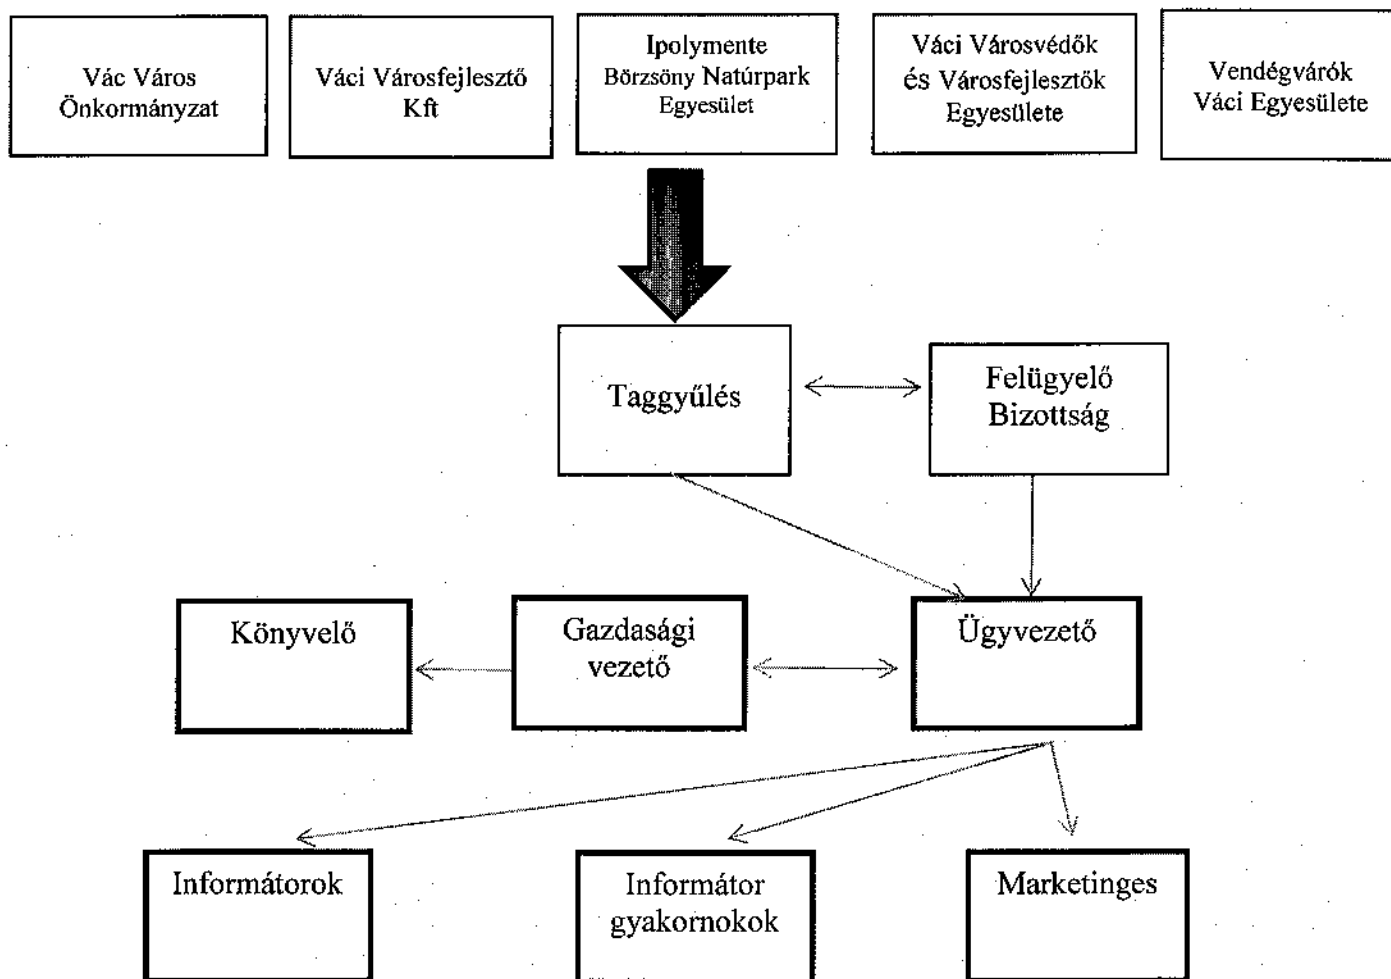 Vác Város
Önkormányzat
Váci Városfejlesztő
Kft
Ipolymente
Börzsöny Natúrpark
Egyesület
Váci Városvédők
és Városfejlesztők
Egyesülete
Vendégvárók
Váci Egyesülete
Taggyűlés
Felügyelő
Bizottság
Könyvelő
Gazdasági
vezető
Ügyvezető
Informátorok
Informátor
gyakornokok
Marketinges